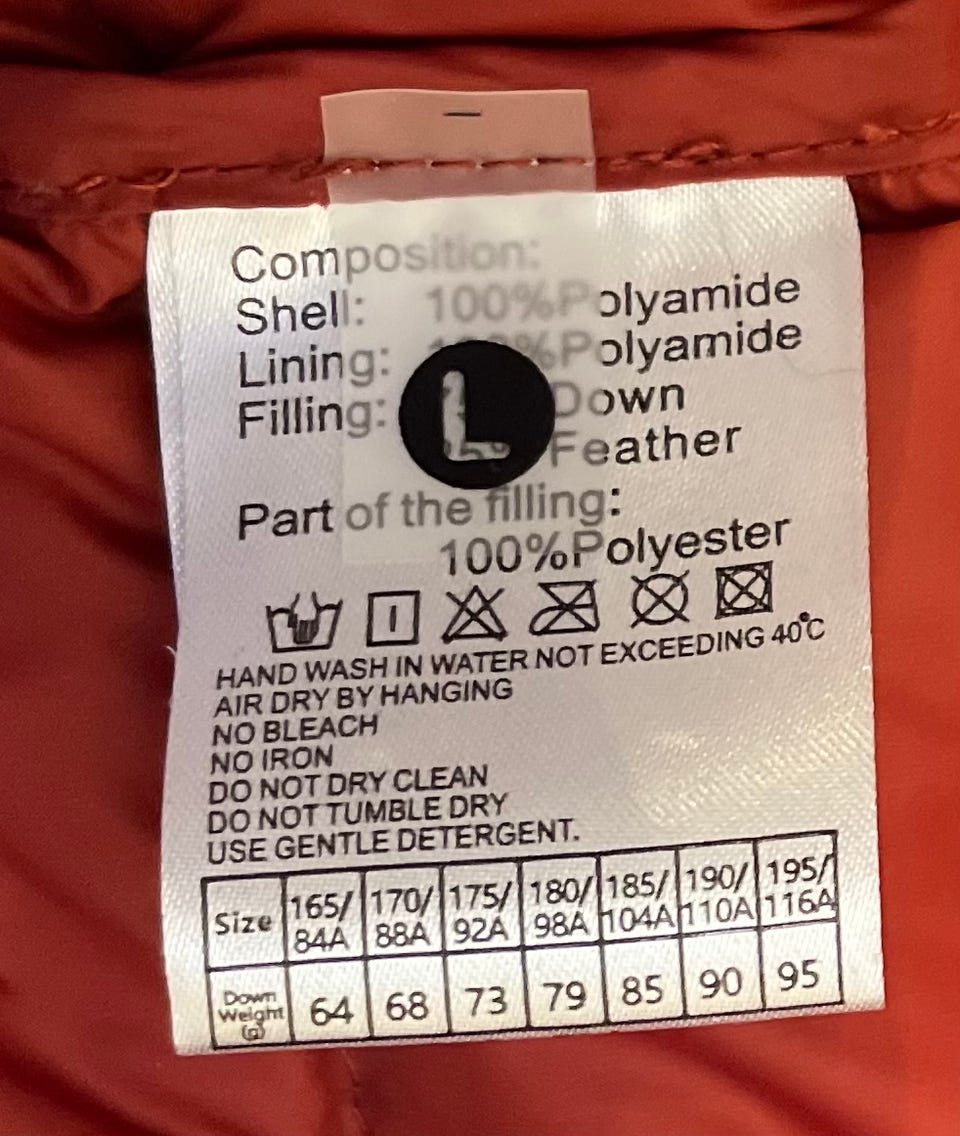 Composition:
Shell: 100%Polyamide
Lining: %Polyamide
Filling: Down
L
Feather
Part of the filling:
100%Polyester
HAND WASH IN WATER NOT EXCEEDING 40°C
AIR DRY BY HANGING
NO BLEACH
NO IRON
DO NOT DRY CLEAN
DO NOT TUMBLE DRY
USE GENTLE DETERGENT.
Size 165/84A 170/88A 175/92A 180/98A 185/104A 190/110A 195/116A
Down Weight (g) 64 68 73 79 85 90 95